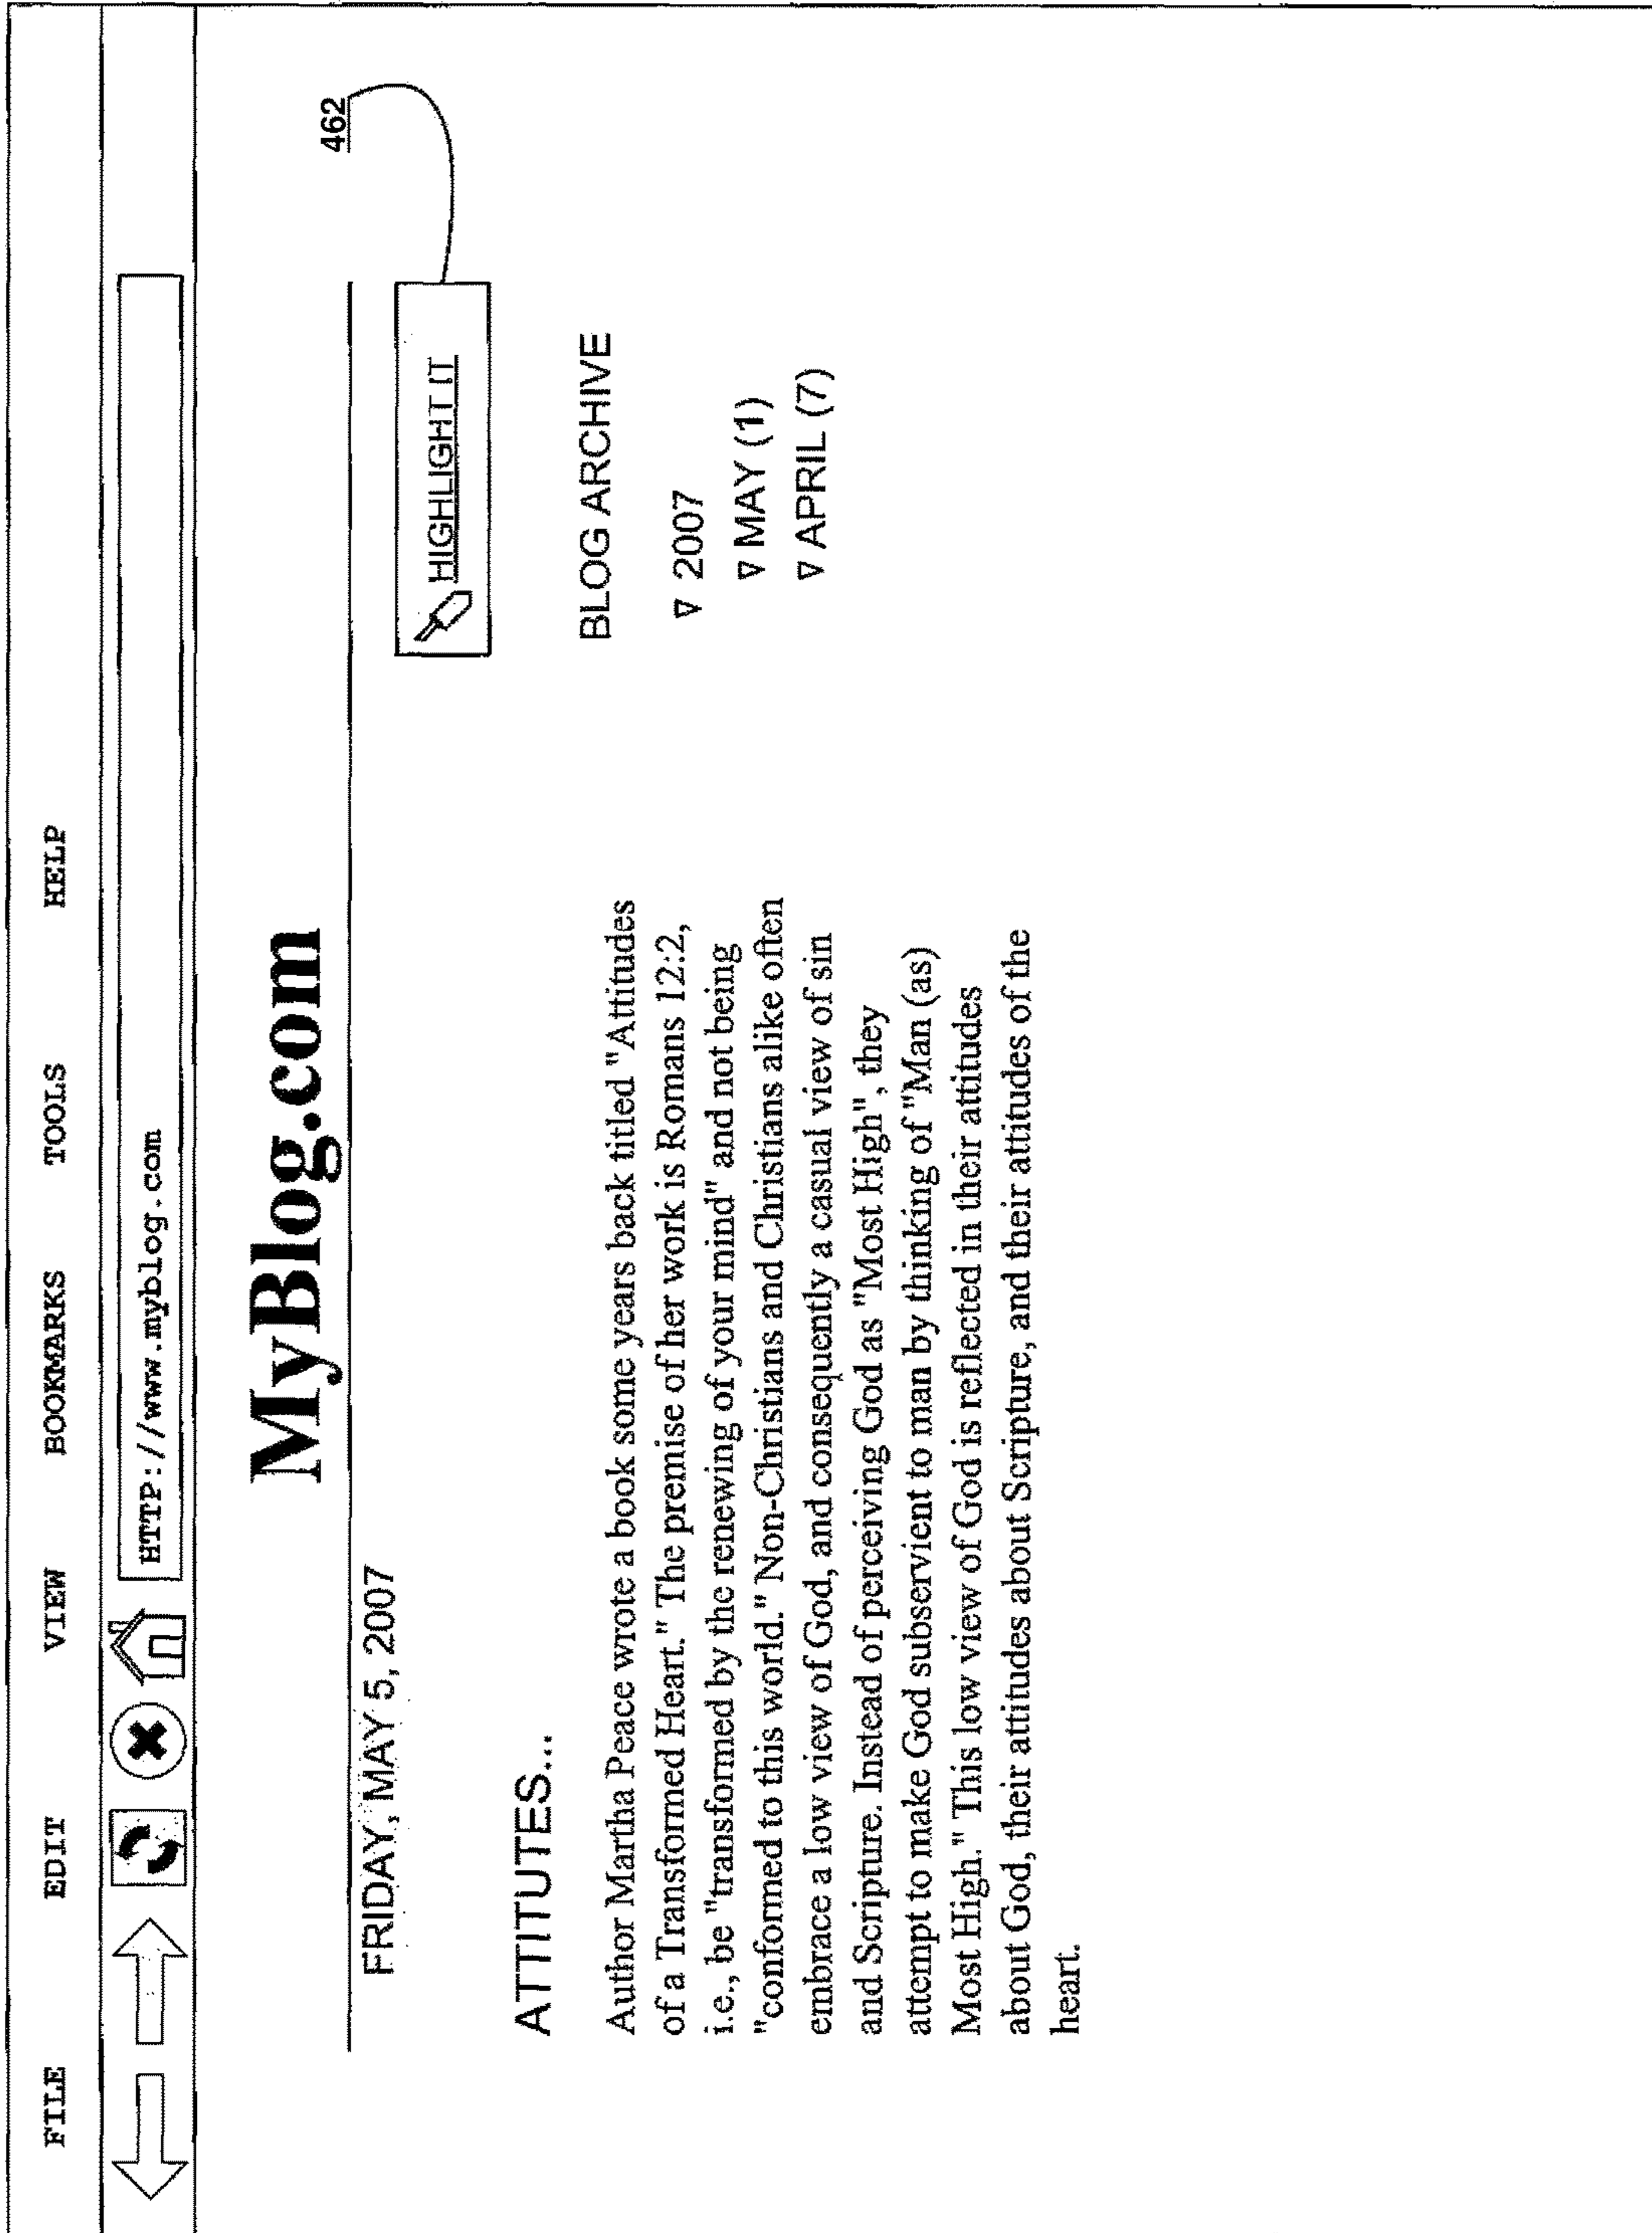 FILE EDIT VIEW BOOKMARKS TOOLS HELP
HTTP://www.myblog.com
MyBlog.com
462
FRIDAY, MAY 5, 2007
HIGHLIGHT IT
ATTITUTES...
Author Martha Peace wrote a book some years back titled "Attitudes
of a Transformed Heart." The premise of her work is Romans 12:2,
i.e., be "transformed by the renewing of your mind" and not being
"conformed to this world." Non-Christians and Christians alike often
embrace a low view of God, and consequently a casual view of sin
and Scripture. Instead of perceiving God as "Most High", they
attempt to make God subservient to man by thinking of "Man (as)
Most High." This low view of God is reflected in their attitudes
about God, their attitudes about Scripture, and their attitudes of the
heart.
BLOG ARCHIVE
∇ 2007
∇ MAY (1)
∇ APRIL (7)